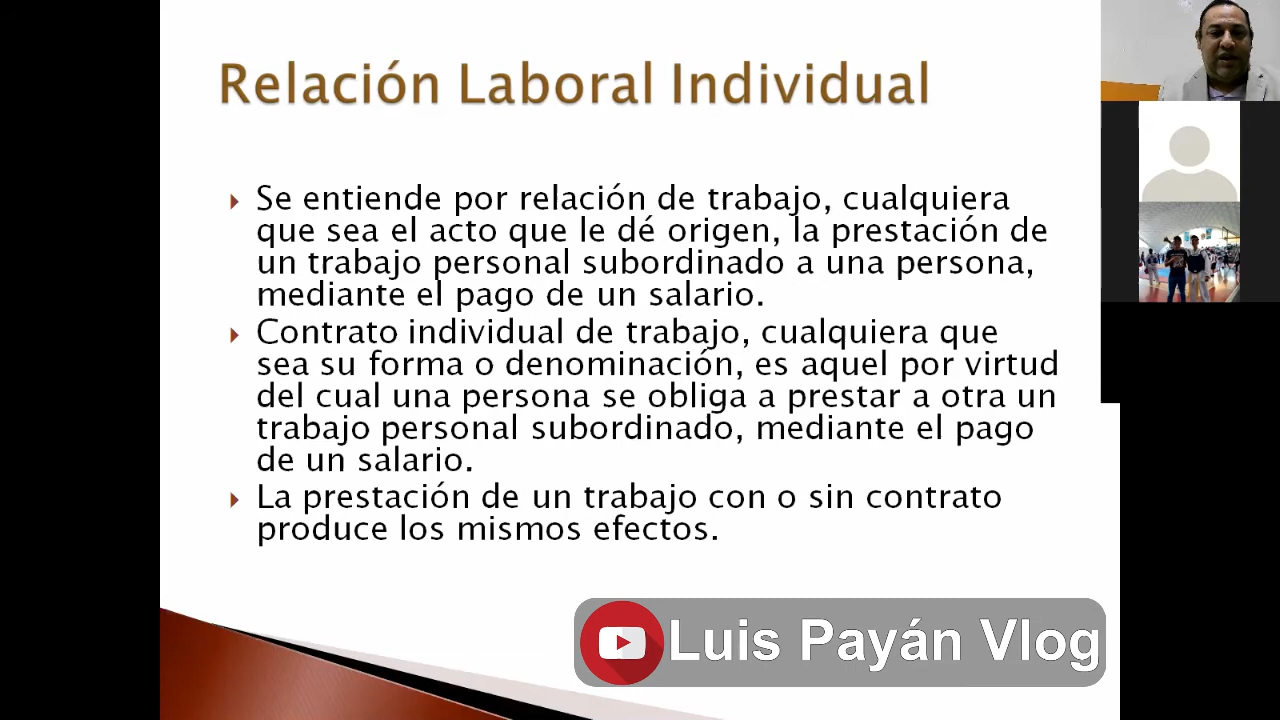 Relación Laboral Individual
Se entiende por relación de trabajo, cualquiera
que sea el acto que le dé origen, la prestación de
un trabajo personal subordinado a una persona,
mediante el pago de un salario.
Contrato individual de trabajo, cualquiera que
sea su forma o denominación, es aquel por virtud
del cual una persona se obliga a prestar a otra un
trabajo personal subordinado, mediante el pago
de un salario.
La prestación de un trabajo con o sin contrato
produce los mismos efectos.
Luis Payán Vlog